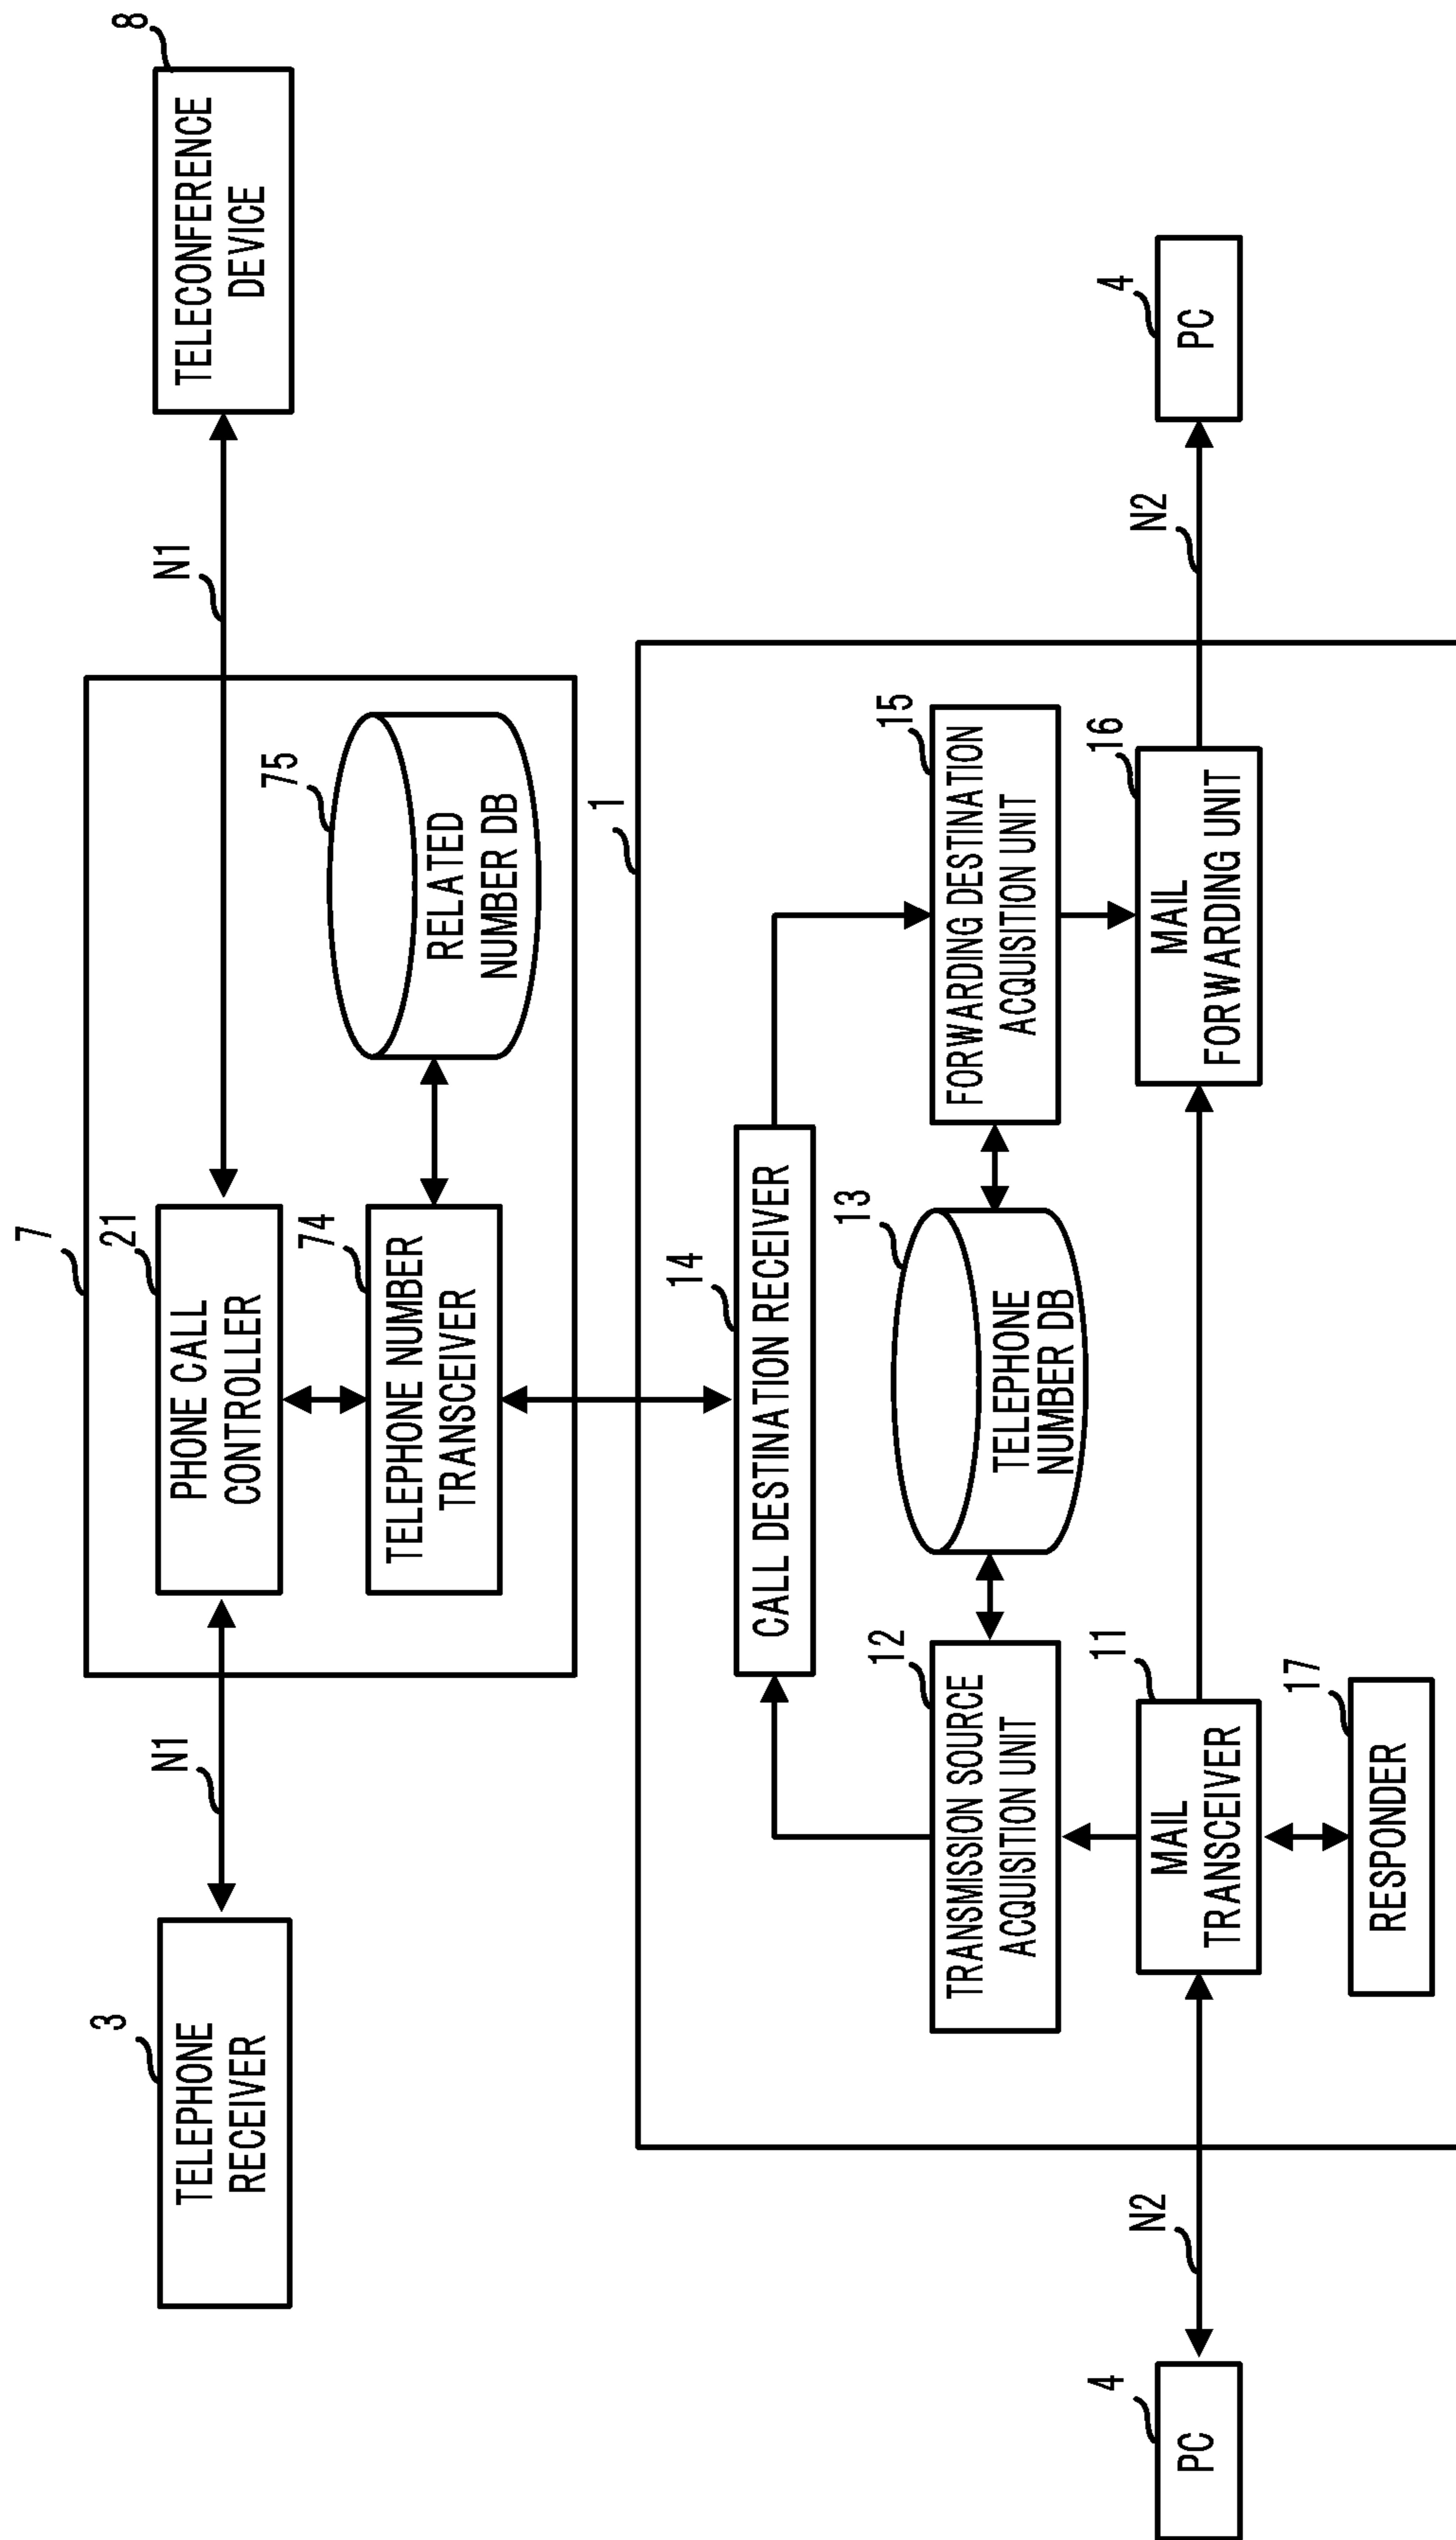 3
TELEPHONE
RECEIVER
N1
7
21
PHONE CALL
CONTROLLER
74
TELEPHONE NUMBER
TRANSCEIVER
75
RELATED
NUMBER DB
N1
8
TELECONFERENCE
DEVICE
1
14
CALL DESTINATION RECEIVER
12
TRANSMISSION SOURCE
ACQUISITION UNIT
13
TELEPHONE
NUMBER DB
15
FORWARDING DESTINATION
ACQUISITION UNIT
4
PC
N2
11
MAIL
TRANSCEIVER
16
MAIL
FORWARDING UNIT
N2
4
PC
17
RESPONDER